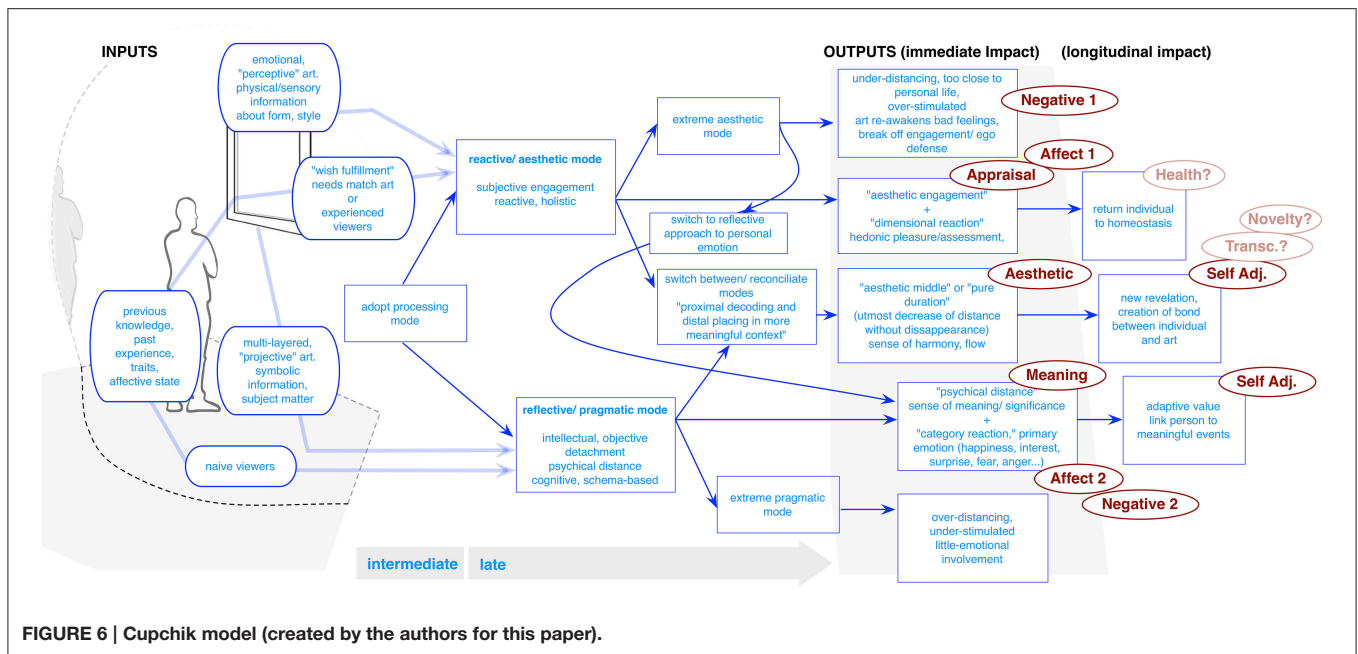 INPUTS
OUTPUTS (immediate Impact)
(longitudinal impact)
emotional,
"perceptive" art.
physical/sensory
information
about form, style
"wish fulfillment"
needs match art
or
experienced
viewers
previous
knowledge,
past
experience,
traits,
affective state
multi-layered,
"projective" art.
symbolic
information,
subject matter
naive viewers
adopt processing
mode
reactive/ aesthetic mode
subjective engagement
reactive, holistic
reflective/ pragmatic mode
intellectual, objective
detachment
psychical distance
cognitive, schema-based
extreme aesthetic
mode
switch to reflective
approach to personal
emotion
switch between/ reconciliate
modes
"proximal decoding and
distal placing in more
meaningful context"
extreme pragmatic
mode
under-distancing, too close to
personal life,
over-stimulated
art re-awakens bad feelings,
break off engagement/ ego
defense
Negative 1
Affect 1
Appraisal
"aesthetic engagement"
+
"dimensional reaction"
hedonic pleasure/assessment,
return individual
to homeostasis
Health?
Novelty?
Transc.?
Aesthetic
Self Adj.
"aesthetic middle" or "pure
duration"
(utmost decrease of distance
without dissappearance)
sense of harmony, flow
new revelation,
creation of bond
between individual
and art
Meaning
Self Adj.
"psychical distance"
sense of meaning/ significance
+
"category reaction," primary
emotion (happiness, interest,
surprise, fear, anger...)
adaptive value
link person to
meaningful events
Affect 2
Negative 2
over-distancing,
under-stimulated
little-emotional
involvement
intermediate
late
FIGURE 6 | Cupchik model (created by the authors for this paper).